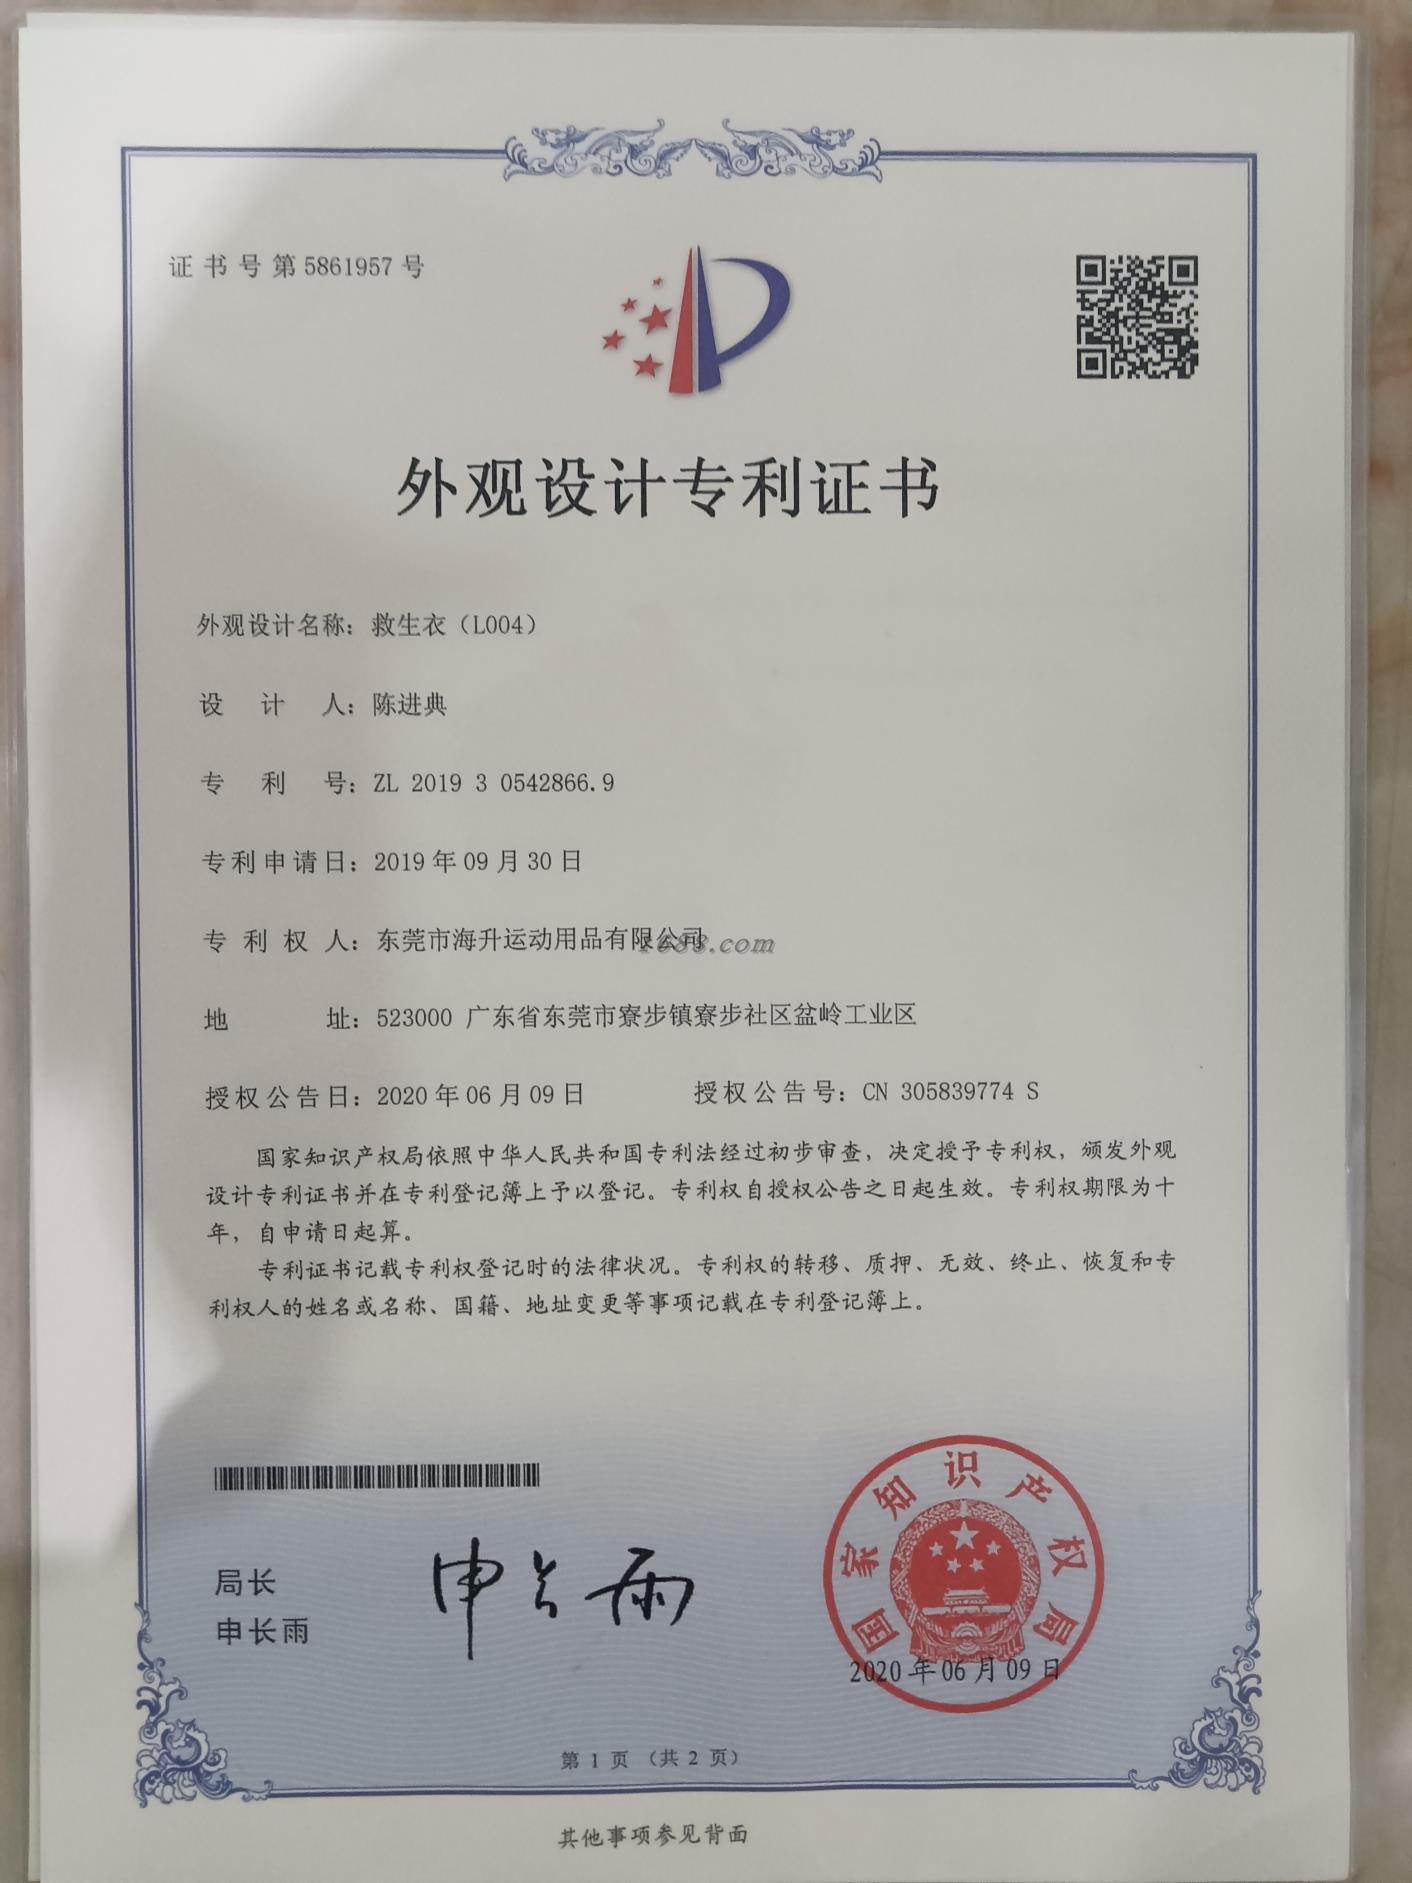 证书号第5861957号
外观设计专利证书
外观设计名称：救生衣（L004）
设计人：陈进典
专利号：ZL 2019 3 0542866.9
专利申请日：2019年09月30日
专利权人：东莞市海升运动用品有限公司
1688.com
地址：523000 广东省东莞市寮步镇寮步社区盆岭工业区
授权公告日：2020年06月09日 授权公告号：CN 305839774 S
国家知识产权局依照中华人民共和国专利法经过初步审查，决定授予专利权，颁发外观
设计专利证书并在专利登记簿上予以登记。专利权自授权公告之日起生效。专利权期限为十
年，自申请日起算。
专利证书记载专利权登记时的法律状况。专利权的转移、质押、无效、终止、恢复和专
利权人的姓名或名称、国籍、地址变更等事项记载在专利登记簿上。
局长
申长雨
申长雨
国家知识产权局
2020年06月09日
第1页（共2页）
其他事项参见背面